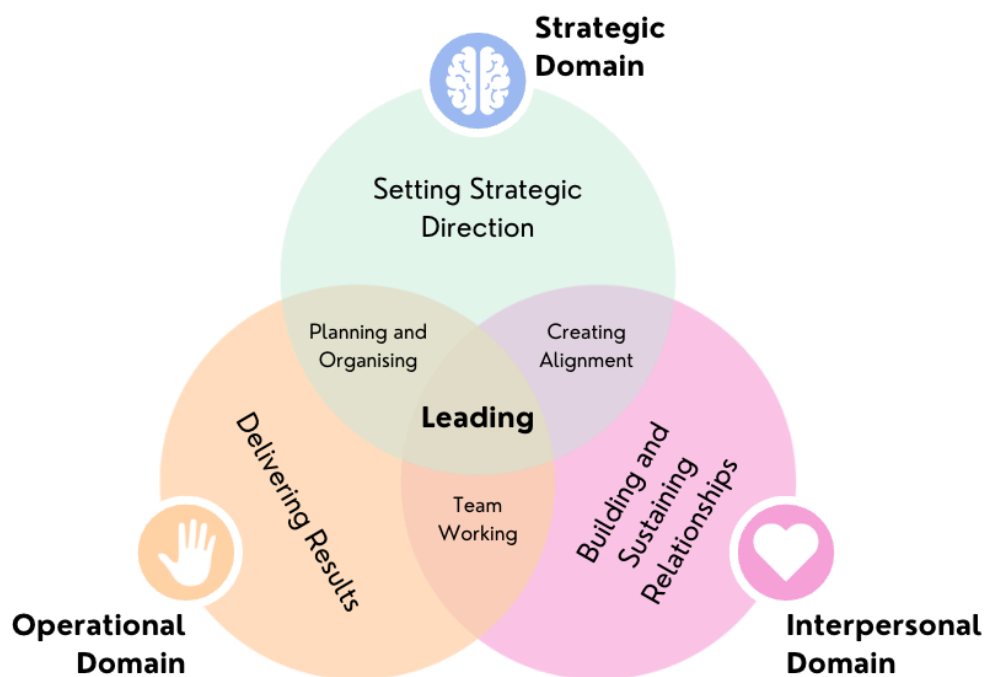 Strategic
Domain
Setting Strategic
Direction
Planning and
Organising
Creating
Alignment
Leading
Delivering Results
Team
Working
Building and
Sustaining
Relationships
Operational
Domain
Interpersonal
Domain